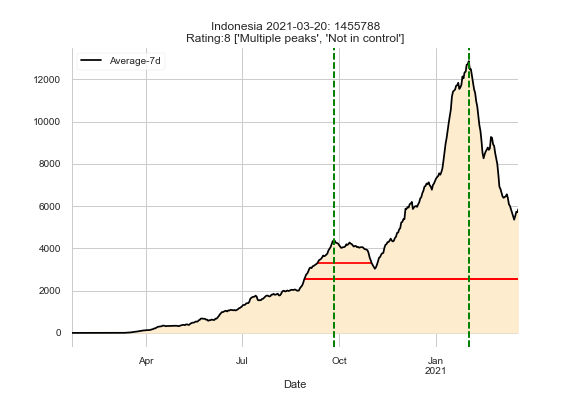 Indonesia 2021-03-20: 1455788
Rating:8 ['Multiple peaks', 'Not in control']
Average-7d
12000
10000
8000
6000
4000
2000
0
Apr
Jul
Oct
Jan
2021
Date